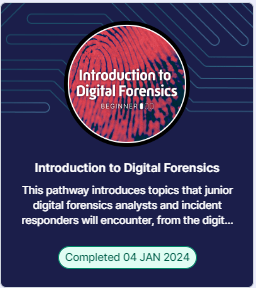 Introduction to
Digital Forensics
BEGINNER
Introduction to Digital Forensics
This pathway introduces topics that junior
digital forensics analysts and incident
responders will encounter, from the digit...
Completed 04 JAN 2024